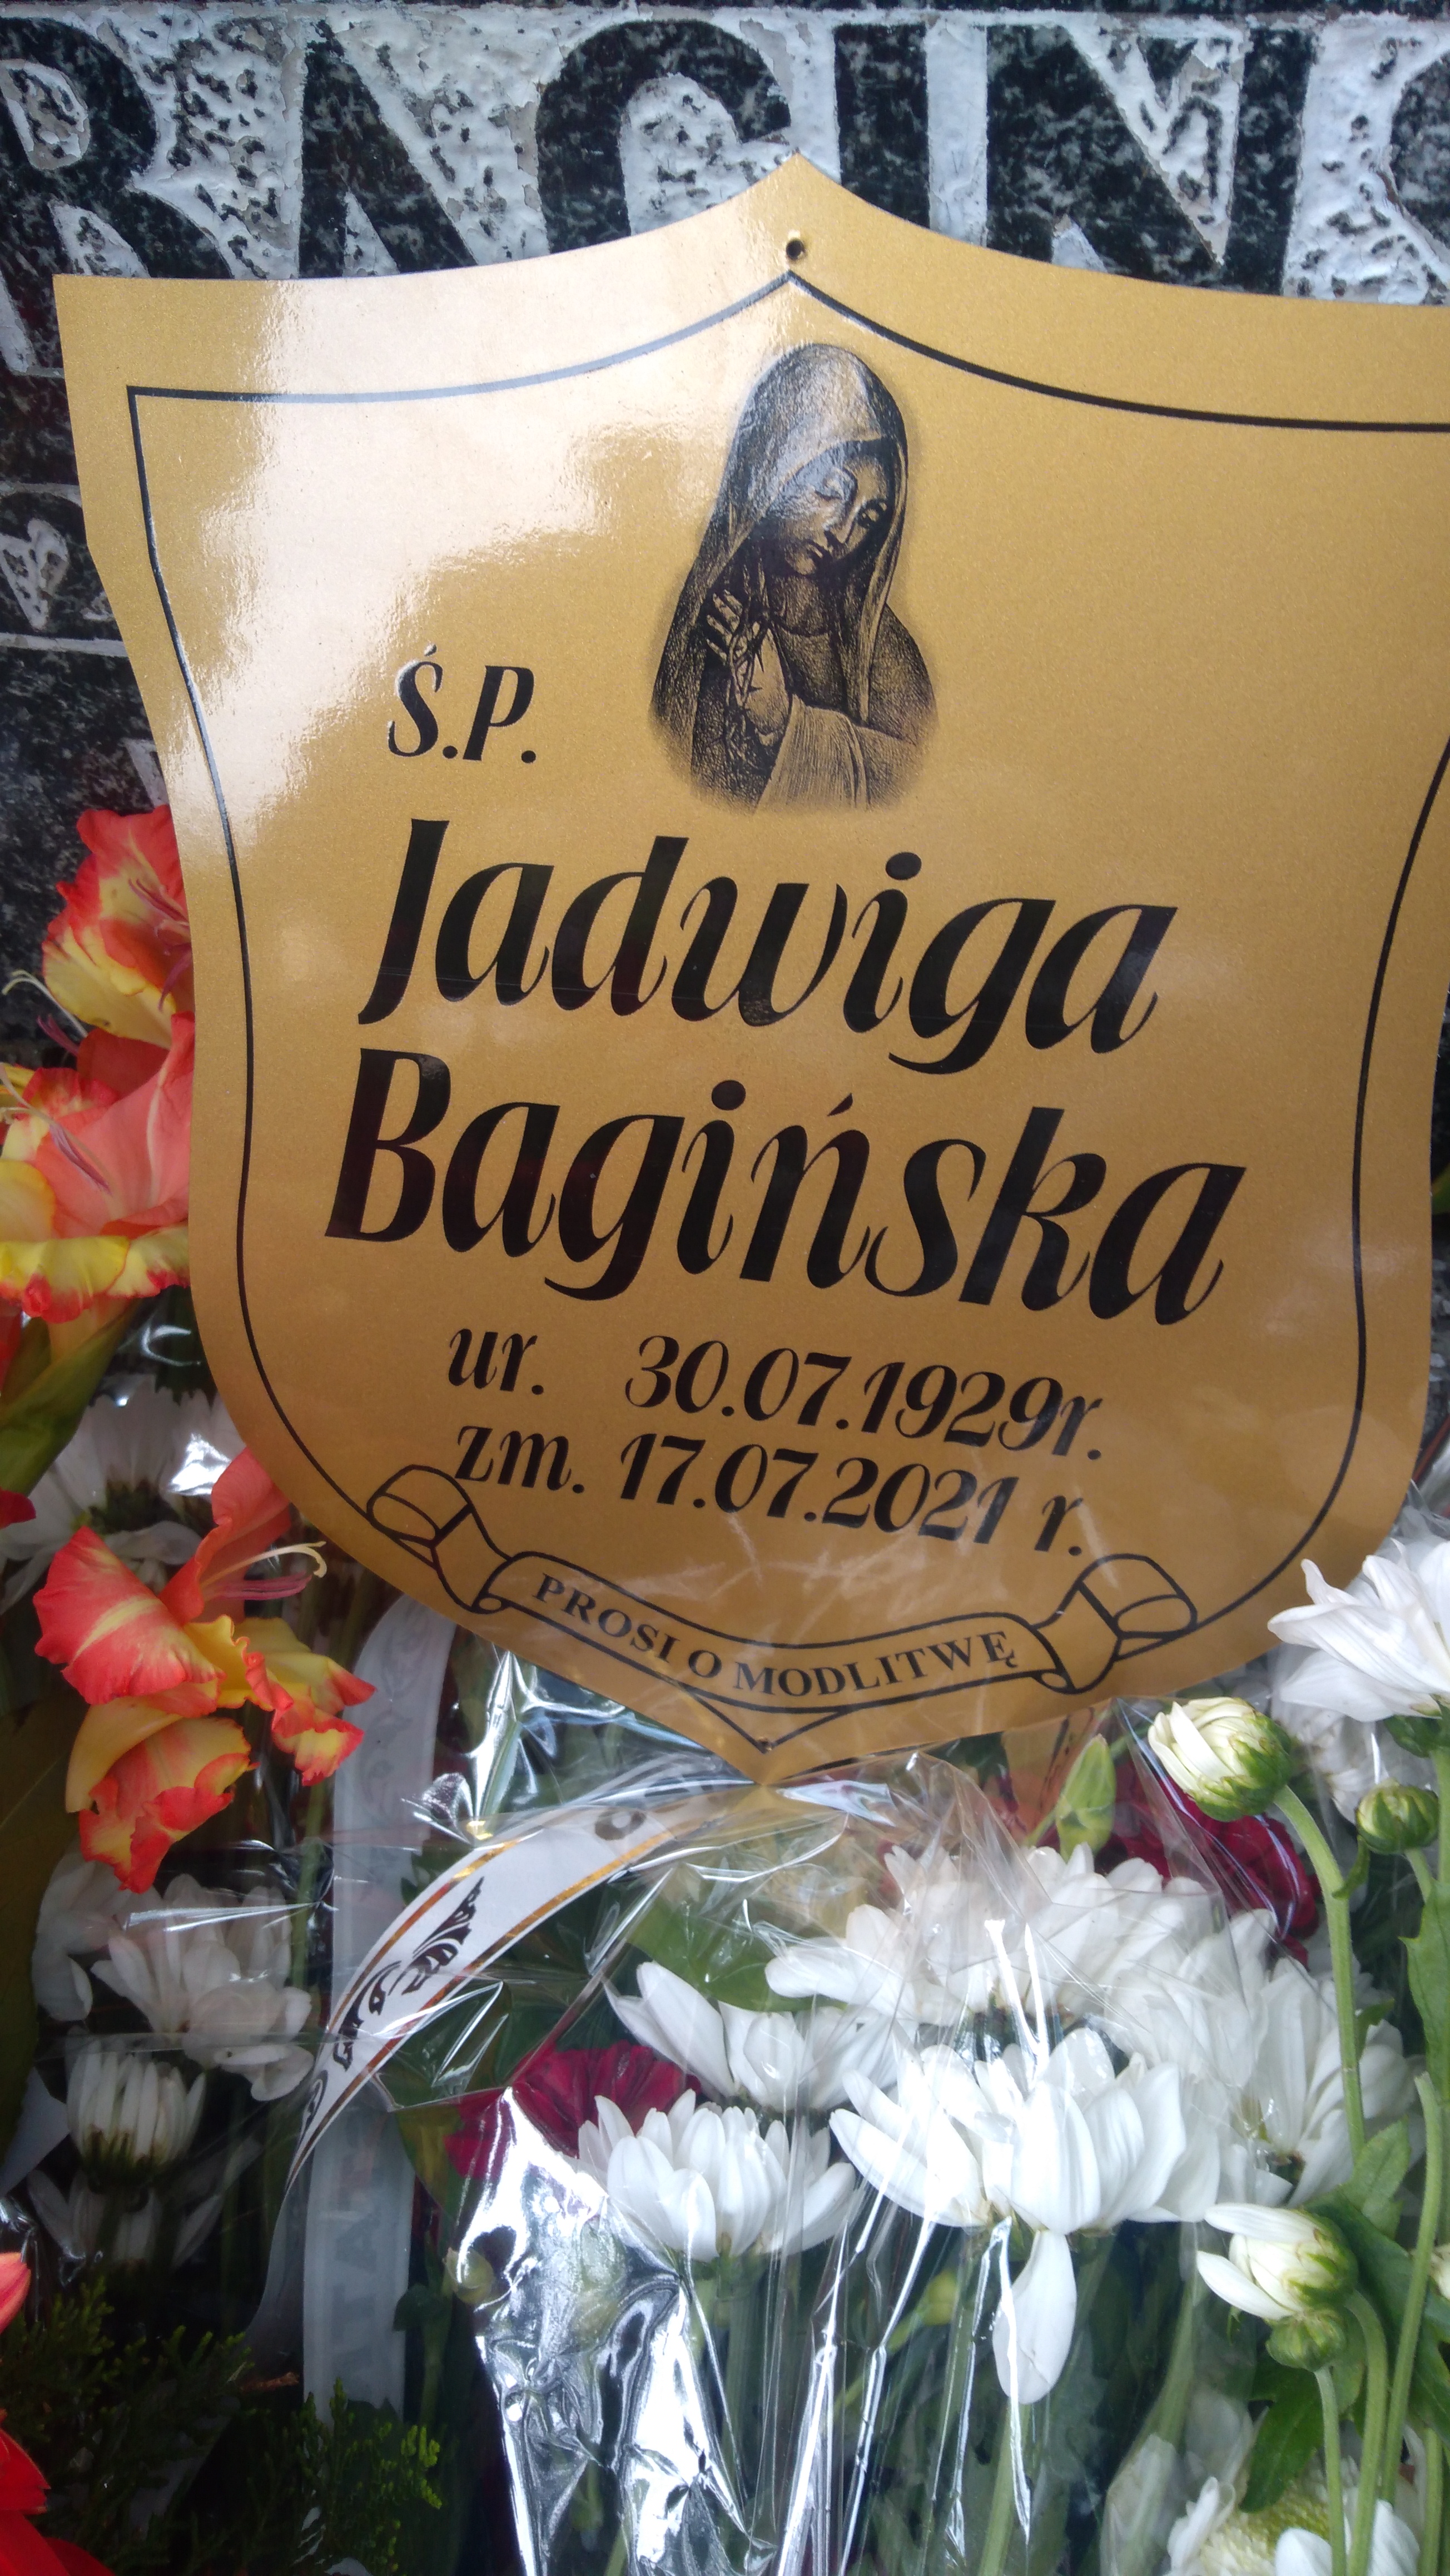 Ś.P.
Jadwiga
Bagińska
ur. 30.07.1929r.
zm. 17.07.2021 r.
PROSI O MODLITWĘ